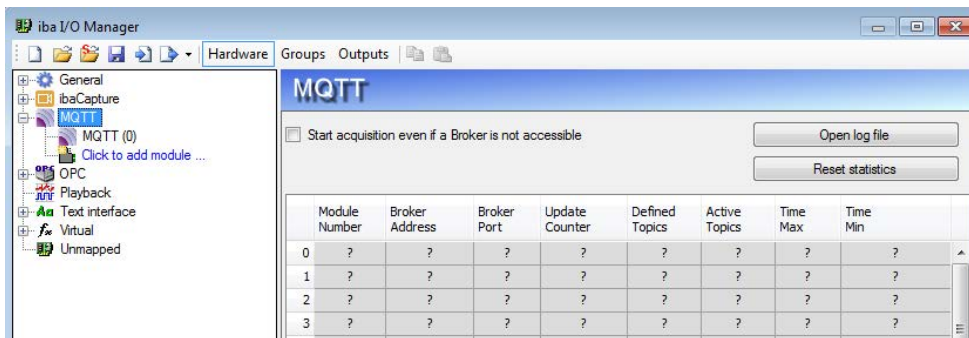 iba I/O Manager
Hardware Groups Outputs
General
ibaCapture
MQTT
MQTT (0)
Click to add module ...
OPC
Playback
Text interface
Virtual
Unmapped
MQTT
Start acquisition even if a Broker is not accessible
Open log file
Reset statistics
Module Number Broker Address Broker Port Update Counter Defined Topics Active Topics Time Max Time Min
0 ? ? ? ? ? ? ? ?
1 ? ? ? ? ? ? ? ?
2 ? ? ? ? ? ? ? ?
3 ? ? ? ? ? ? ? ?